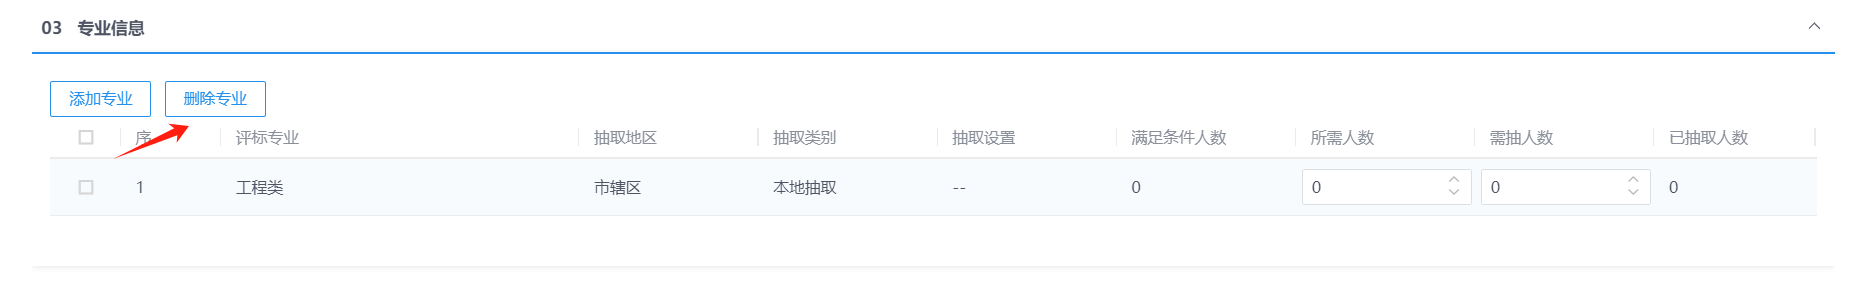 03 专业信息
添加专业 删除专业
序 评标专业 抽取地区 抽取类别 抽取设置 满足条件人数 所需人数 需抽人数 已抽取人数
1 工程类 市辖区 本地抽取 -- 0 0 0 0